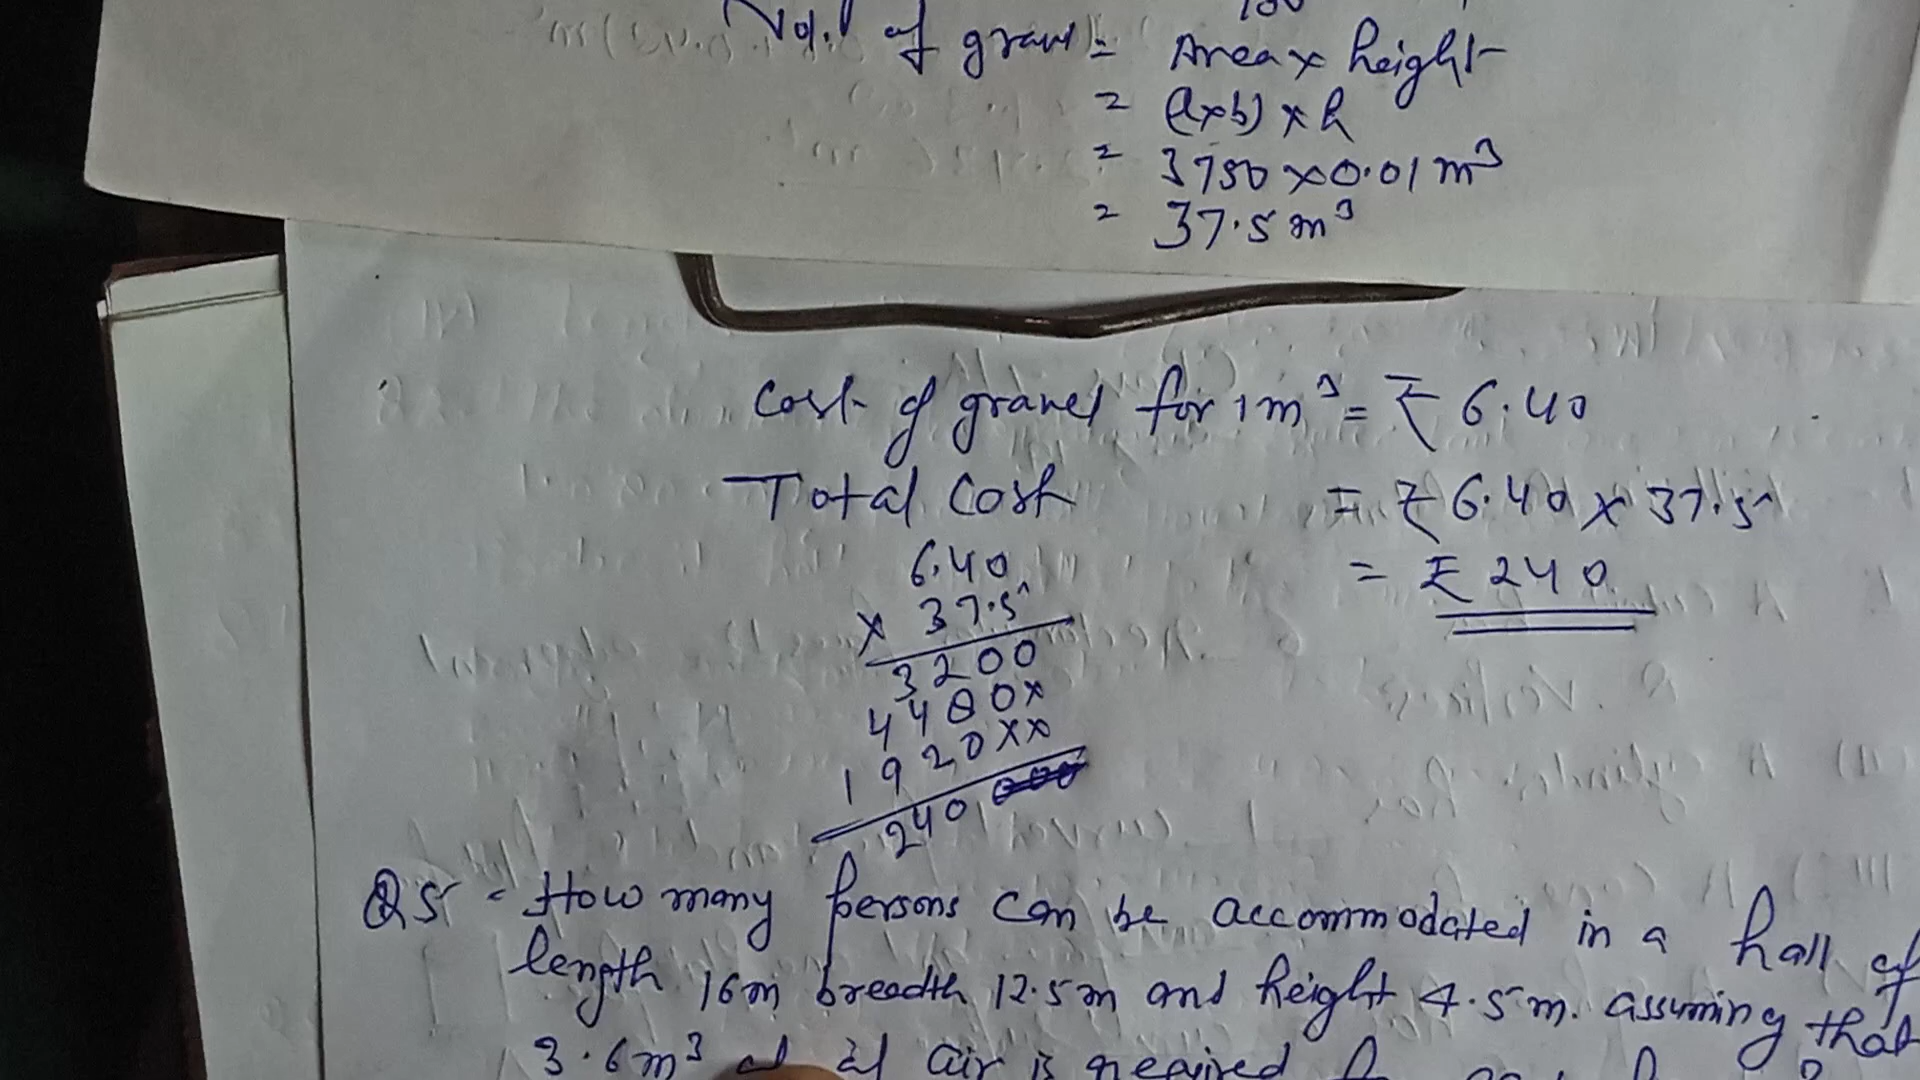 Vol. of gravel = Area x height
= (l x b) x h
= 3750 x 0.01 m³
= 37.5 m³
Cost of gravel for 1 m³ = ₹ 6.40
Total Cost = ₹ 6.40 x 37.5
= ₹ 240
6.40
x 37.5
3200
4480x
1920xx
240
Q5 - How many persons can be accommodated in a hall of
length 16m breadth 12.5m and height 4.5m. assuming that
3.6m³ of air is required